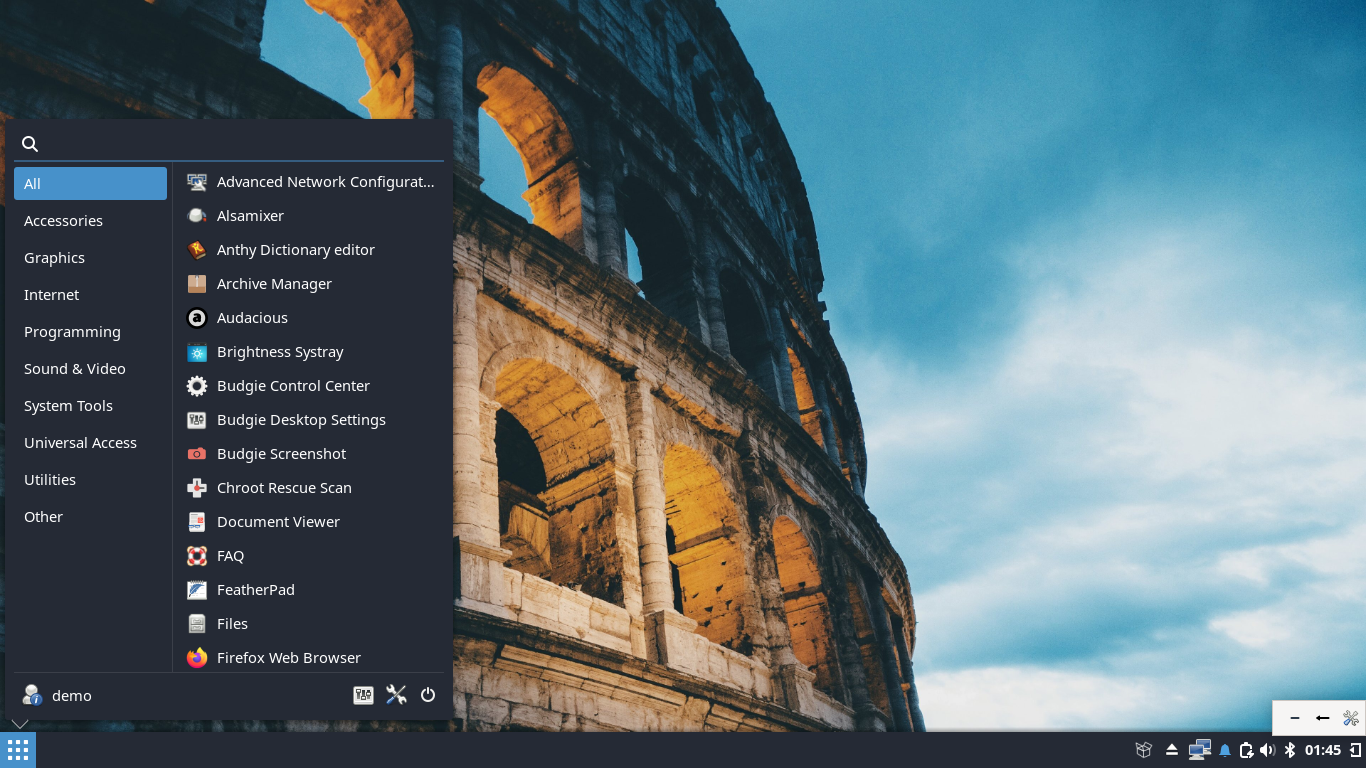 All
Accessories
Graphics
Internet
Programming
Sound & Video
System Tools
Universal Access
Utilities
Other
Advanced Network Configurat...
Alsamixer
Anthy Dictionary editor
Archive Manager
Audacious
Brightness Systray
Budgie Control Center
Budgie Desktop Settings
Budgie Screenshot
Chroot Rescue Scan
Document Viewer
FAQ
FeatherPad
Files
Firefox Web Browser
demo
01:45